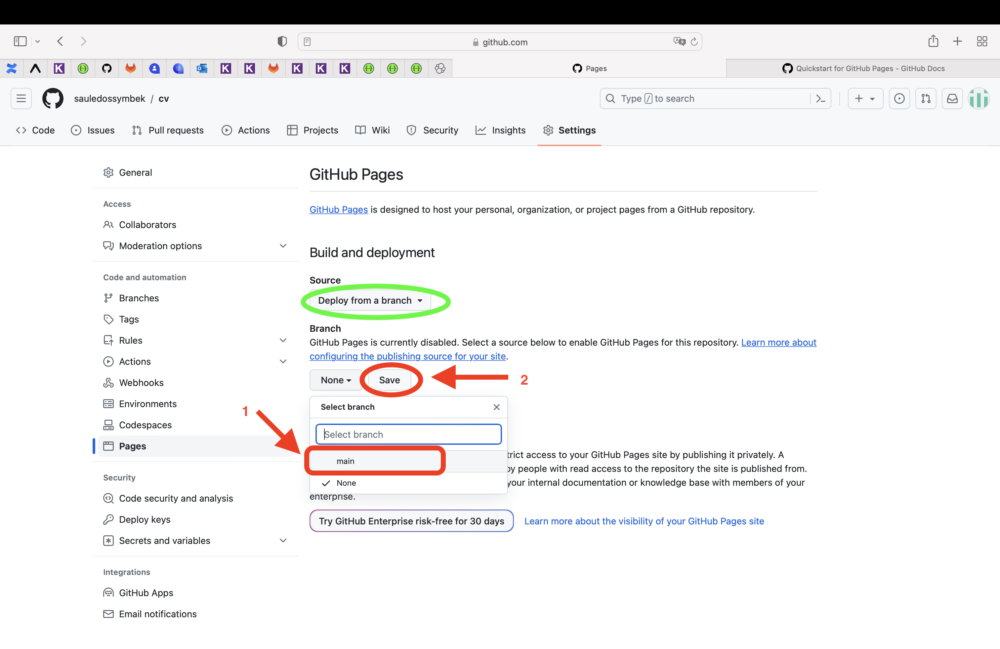 github.com
Pages
Quickstart for GitHub Pages - GitHub Docs
sauledossymbek / cv
Type / to search
Code
Issues
Pull requests
Actions
Projects
Wiki
Security
Insights
Settings
General
Access
Collaborators
Moderation options
Code and automation
Branches
Tags
Rules
Actions
Webhooks
Environments
Codespaces
Pages
Security
Code security and analysis
Deploy keys
Secrets and variables
Integrations
GitHub Apps
Email notifications
GitHub Pages
GitHub Pages is designed to host your personal, organization, or project pages from a GitHub repository.
Build and deployment
Source
Deploy from a branch
Branch
GitHub Pages is currently disabled. Select a source below to enable GitHub Pages for this repository. Learn more about
configuring the publishing source for your site.
None
Save
2
1
Select branch
Select branch
main
None
trict access to your GitHub Pages site by publishing it privately. A
by people with read access to the repository the site is published from.
your internal documentation or knowledge base with members of your
enterprise.
Try GitHub Enterprise risk-free for 30 days
Learn more about the visibility of your GitHub Pages site